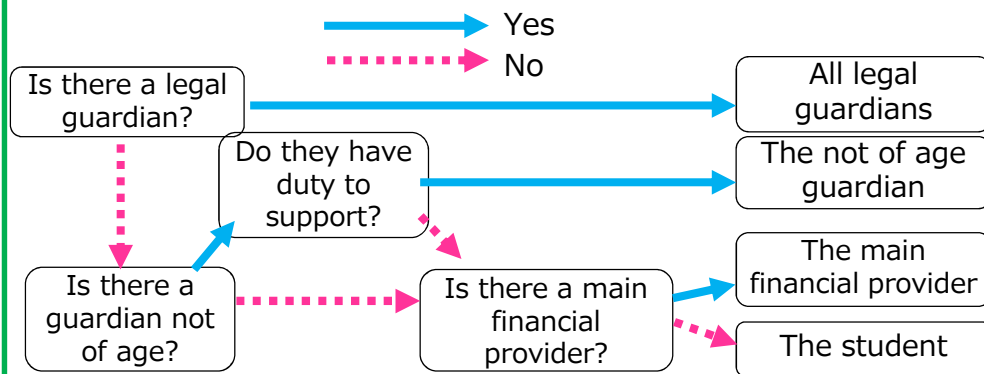 Yes
No
Is there a legal
guardian?
All legal
guardians
Do they have
duty to
support?
The not of age
guardian
Is there a
guardian not
of age?
Is there a main
financial
provider?
The main
financial provider
The student